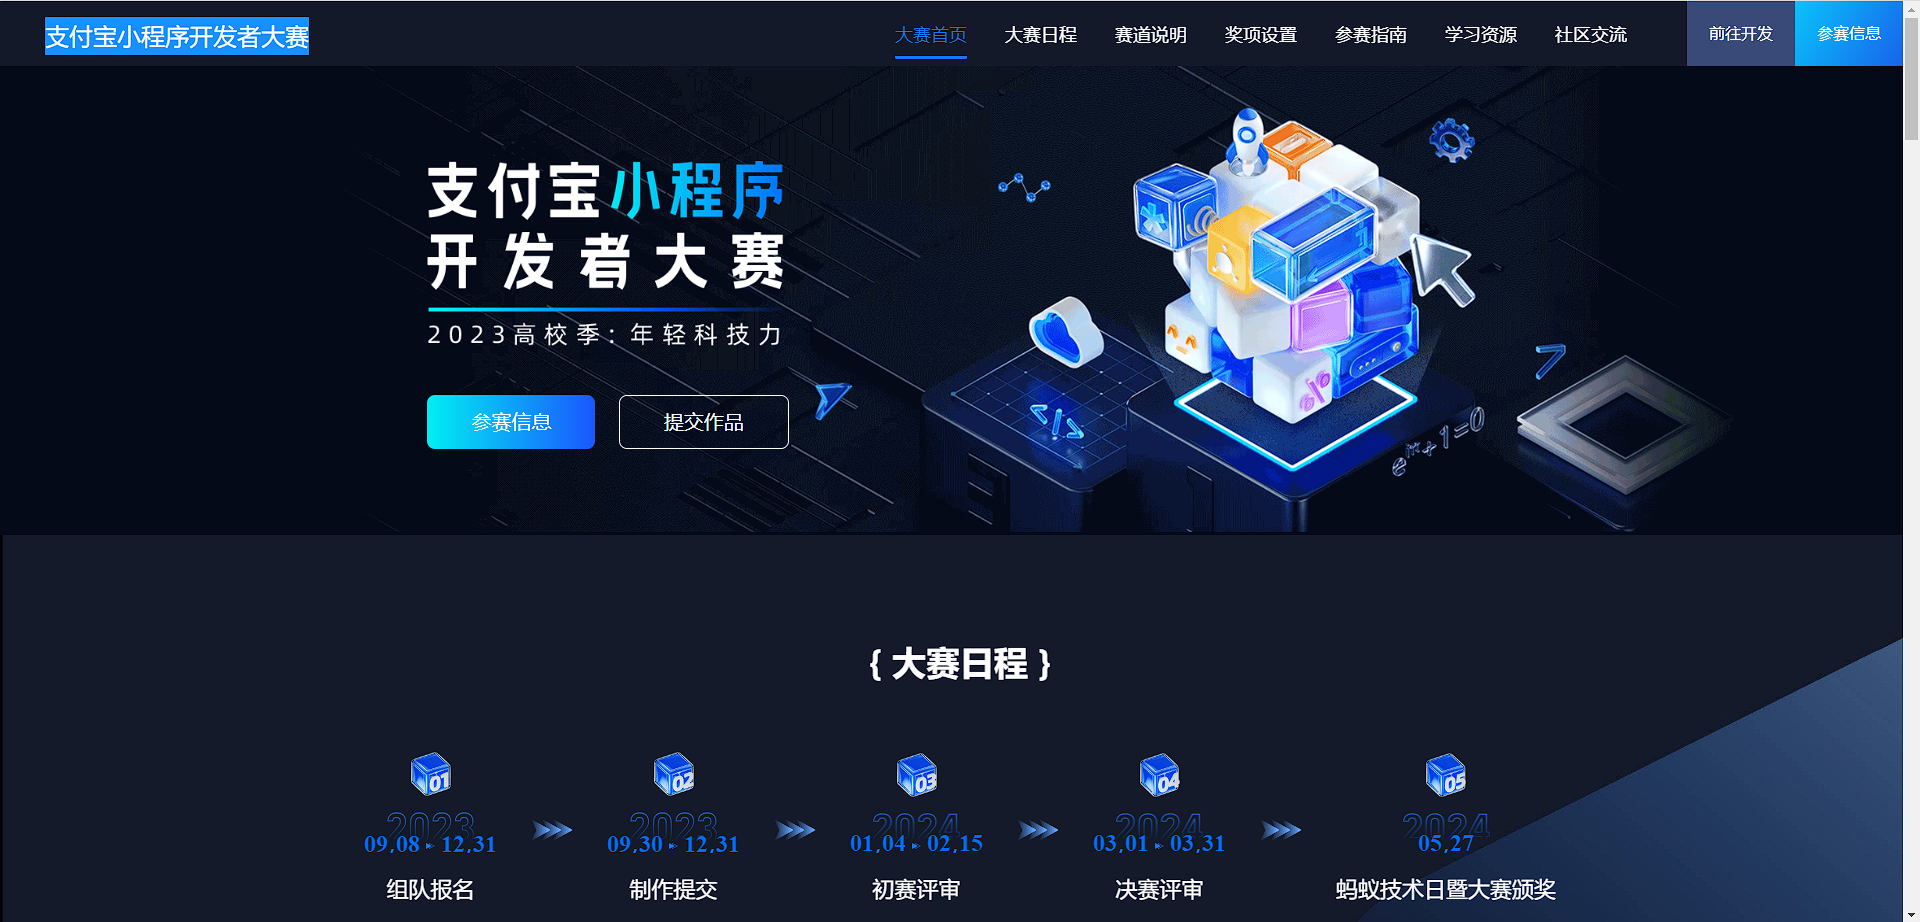 支付宝小程序开发者大赛
大赛首页 大赛日程 赛道说明 奖项设置 参赛指南 学习资源 社区交流 前往开发 参赛信息
支付宝小程序
开发者大赛
2023高校季：年轻科技力
参赛信息 提交作品
</>
e^m+1=0
{ 大赛日程 }
01 02 03 04 05
2023 2023 2024 2024 2024
09.08 - 12.31 09.30 - 12.31 01.04 - 02.15 03.01 - 03.31 05.27
组队报名 制作提交 初赛评审 决赛评审 蚂蚁技术日暨大赛颁奖